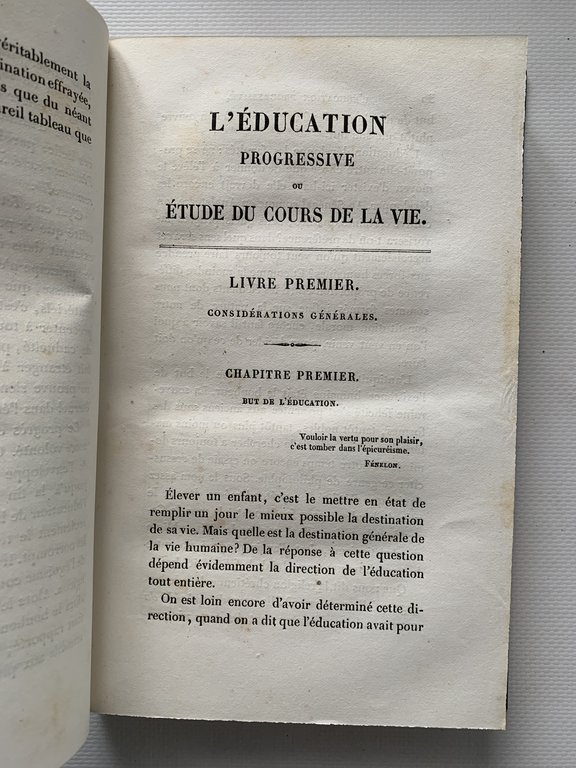 éritablement la
ination effrayée,
s que du néant
reil tableau que
L'ÉDUCATION
PROGRESSIVE
OU
ÉTUDE DU COURS DE LA VIE.
LIVRE PREMIER.
CONSIDÉRATIONS GÉNÉRALES.
CHAPITRE PREMIER.
BUT DE L'ÉDUCATION.
Vouloir la vertu pour son plaisir,
c'est tomber dans l'épicuréisme.
FÉNELON.
Élever un enfant, c'est le mettre en état de
remplir un jour le mieux possible la destination
de sa vie. Mais quelle est la destination générale de
la vie humaine? De la réponse à cette question
dépend évidemment la direction de l'éducation
tout entière.
On est loin encore d'avoir déterminé cette di-
rection, quand on a dit que l'éducation avait pour